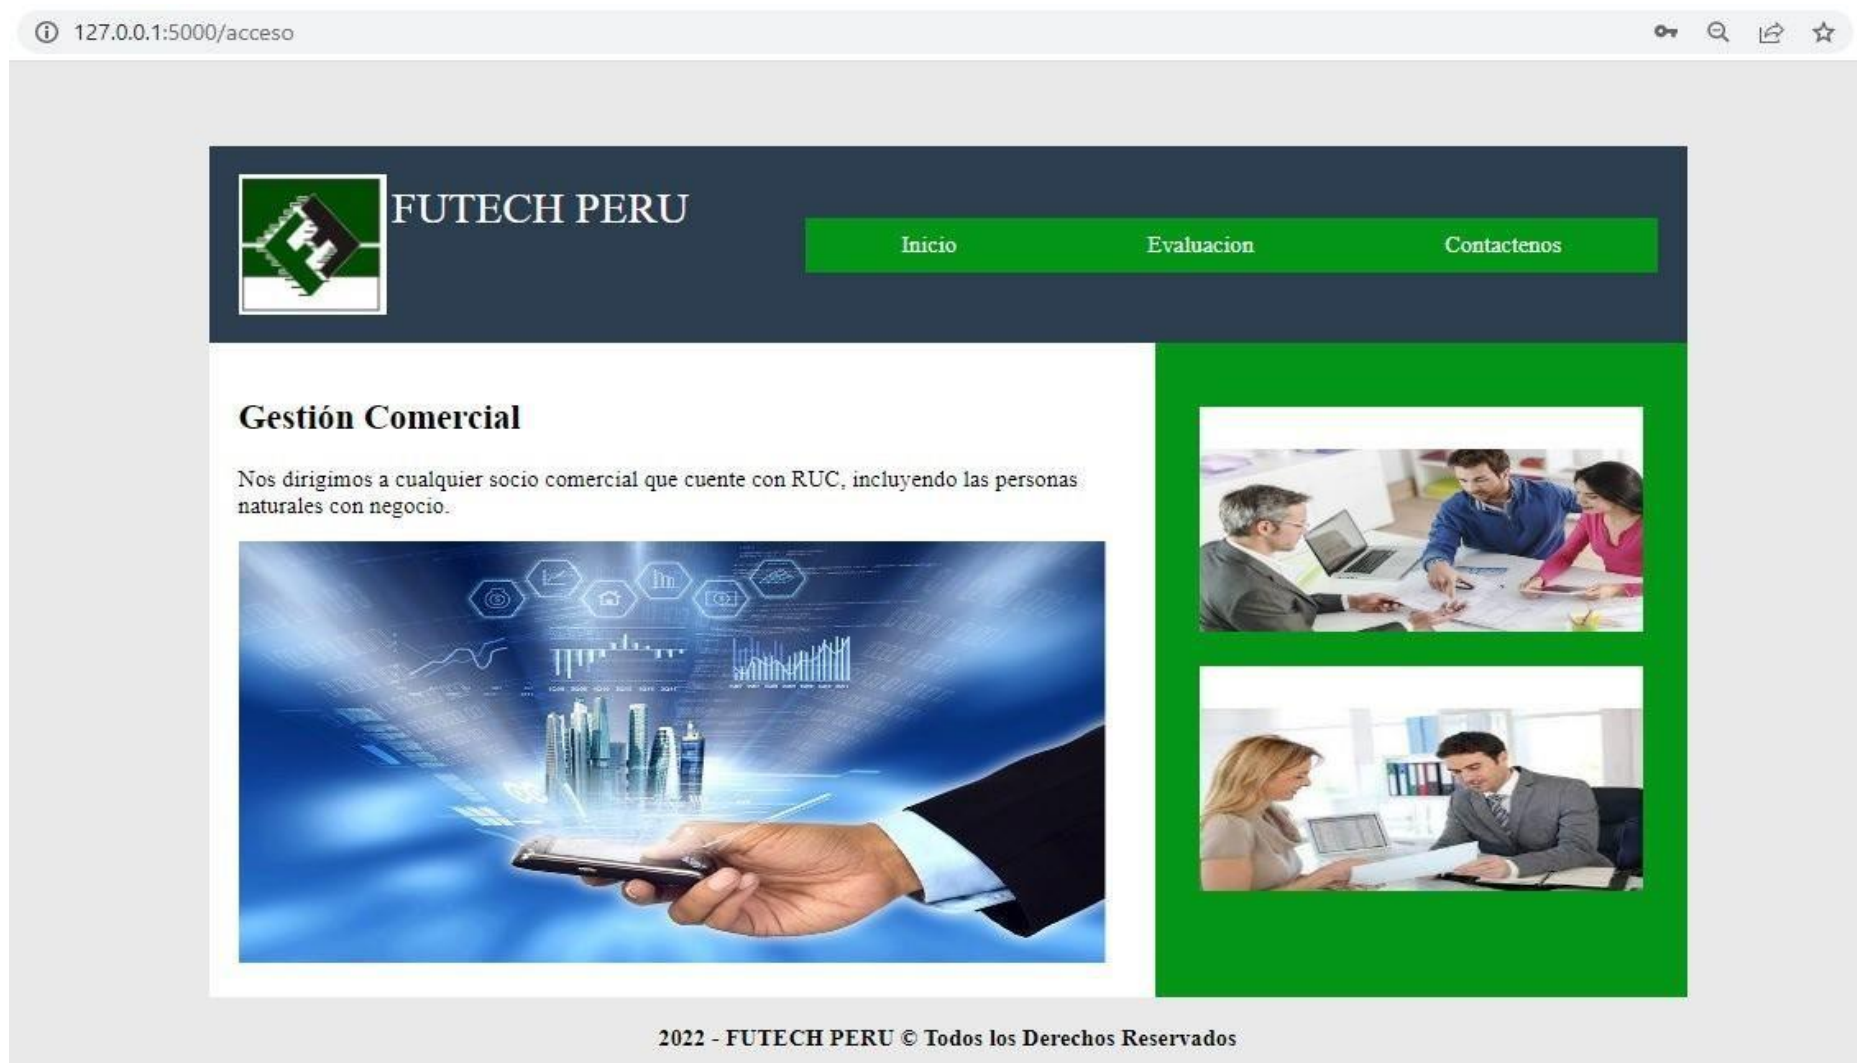 127.0.0.1:5000/acceso
FUTECH PERU
Inicio
Evaluacion
Contactenos
Gestión Comercial
Nos dirigimos a cualquier socio comercial que cuente con RUC, incluyendo las personas
naturales con negocio.
2022 - FUTECH PERU © Todos los Derechos Reservados